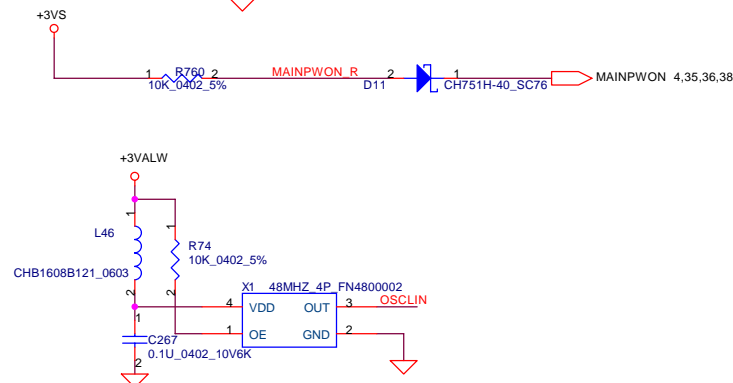 +3VS
1 R760 2 MAINPWON_R 2 1 MAINPWON 4,35,36,38
10K_0402_5% D11 CH751H-40_SC76
+3VALW
1 1
L46 R74
10K_0402_5%
CHB1608B121_0603
2 2 X1 48MHZ_4P_FN4800002
4 VDD OUT 3 OSCLIN
1 1 OE GND 2
C267
0.1U_0402_10V6K
2